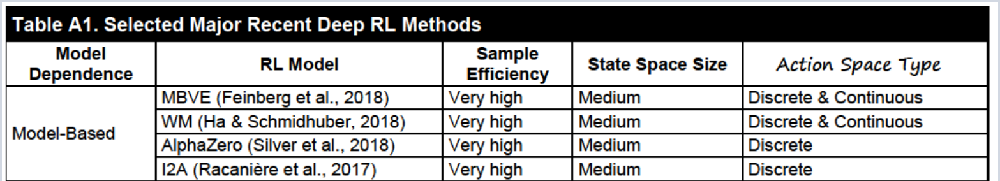 Table A1. Selected Major Recent Deep RL Methods
Model Dependence | RL Model | Sample Efficiency | State Space Size | Action Space Type
Model-Based | MBVE (Feinberg et al., 2018) | Very high | Medium | Discrete & Continuous
WM (Ha & Schmidhuber, 2018) | Very high | Medium | Discrete & Continuous
AlphaZero (Silver et al., 2018) | Very high | Medium | Discrete
I2A (Racanière et al., 2017) | Very high | Medium | Discrete